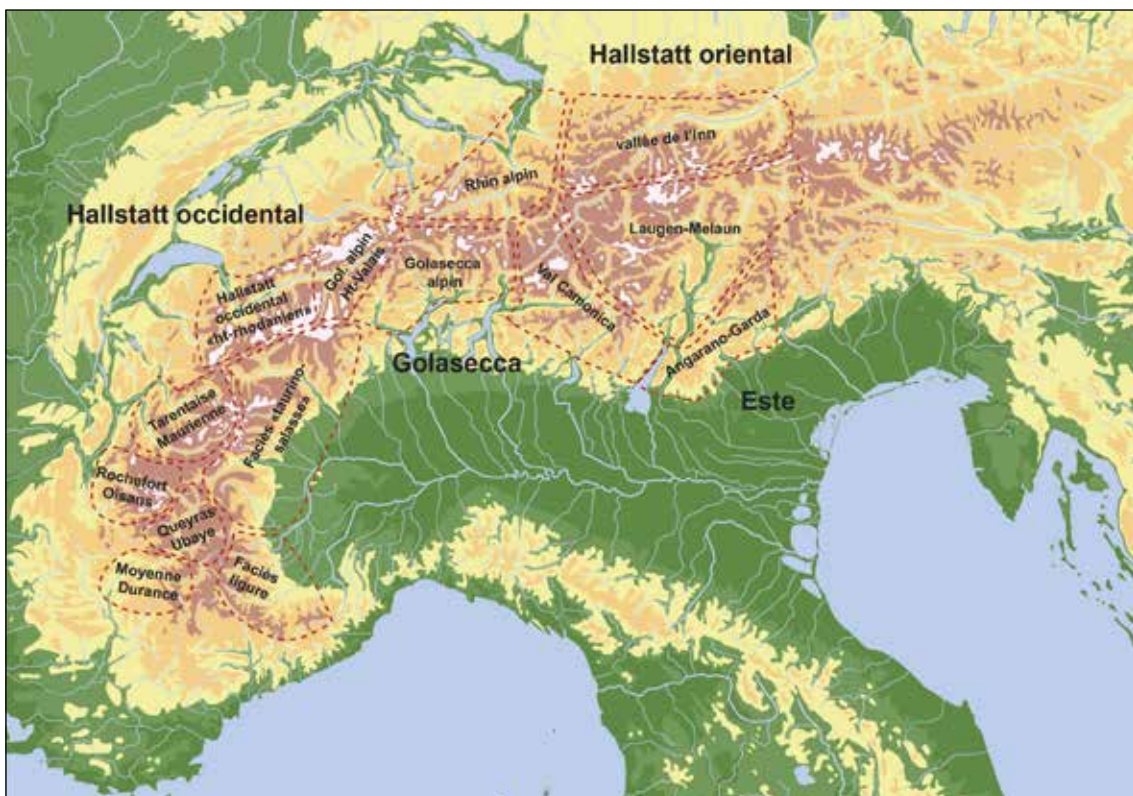 Hallstatt oriental
vallée de l'Inn
Rhin alpin
Hallstatt occidental
Laugen-Melaun
Gol. alpin
Ht-Valais
Golasecca
alpin
Val Camonica
Hallstatt
occidental
«ht-rhodanien»
Angarano-Garda
Golasecca
Este
Tarentaise
Maurienne
Faciès «taurino-
salassea
Rochefort
Oisans
Queyras
Ubaye
Moyenne
Durance
Faciès
ligure